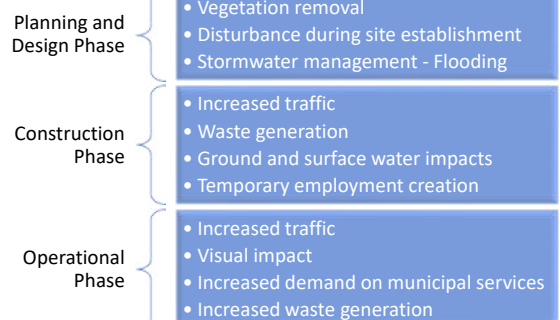 Planning and
Design Phase
• Vegetation removal
• Disturbance during site establishment
• Stormwater management - Flooding
Construction
Phase
• Increased traffic
• Waste generation
• Ground and surface water impacts
• Temporary employment creation
Operational
Phase
• Increased traffic
• Visual impact
• Increased demand on municipal services
• Increased waste generation